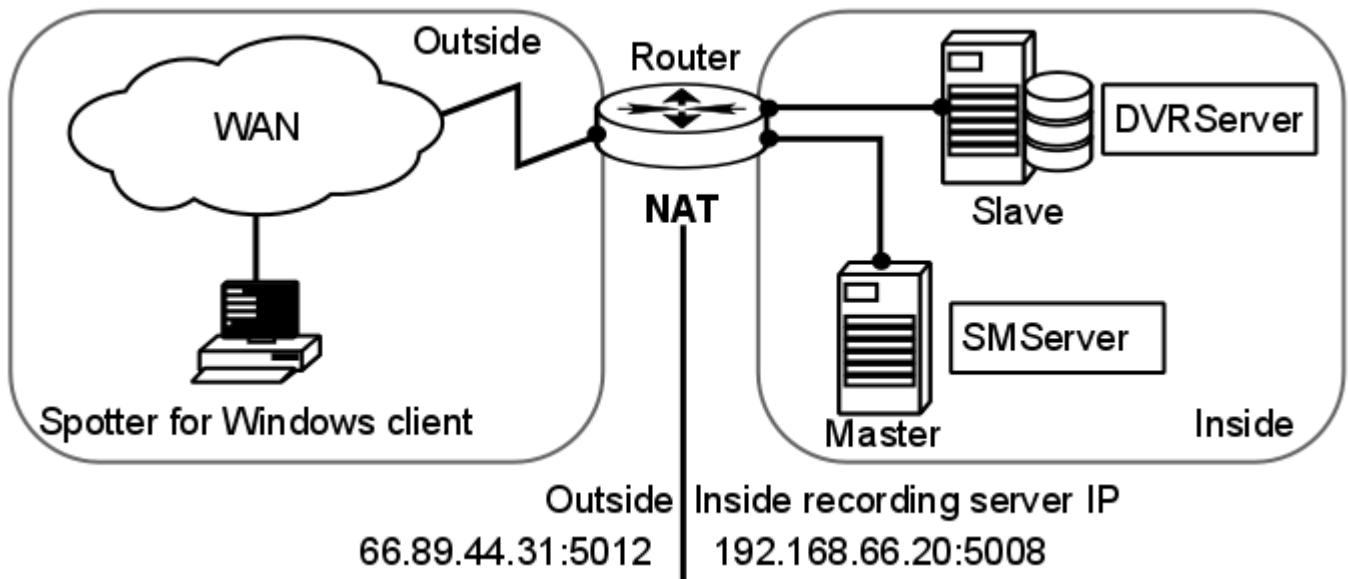 Outside
Router
WAN
DVRServer
NAT
Slave
SMServer
Spotter for Windows client
Master
Inside
Outside Inside recording server IP
66.89.44.31:5012 192.168.66.20:5008